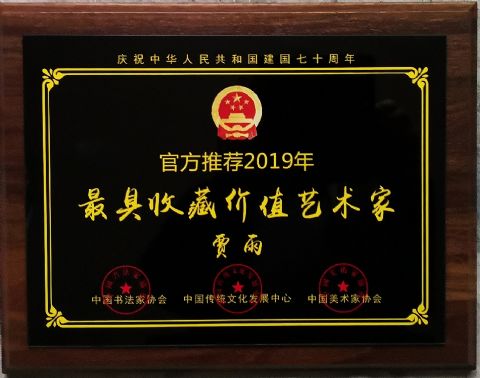 庆祝中华人民共和国建国七十周年
官方推荐2019年
最具收藏价值艺术家
贾雨
中国书法家协会 中国传统文化发展中心 中国美术家协会